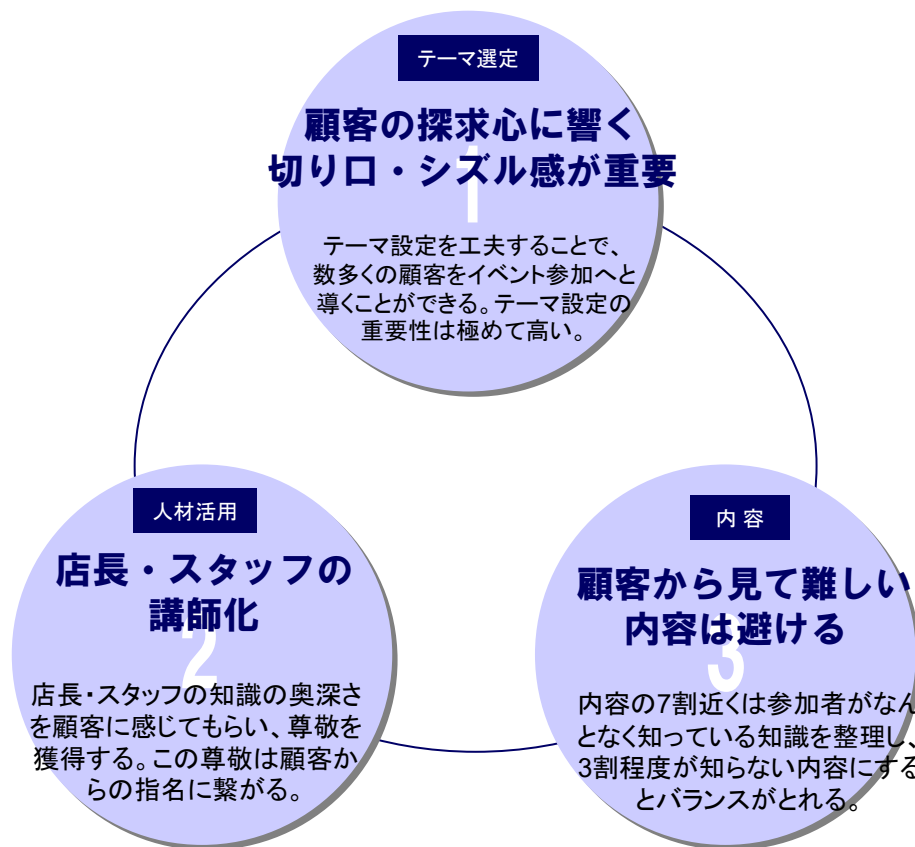 テーマ選定
顧客の探求心に響く
切り口・シズル感が重要
1
テーマ設定を工夫することで、
数多くの顧客をイベント参加へと
導くことができる。テーマ設定の
重要性は極めて高い。
人材活用
店長・スタッフの
講師化
2
店長・スタッフの知識の奥深さ
を顧客に感じてもらい、尊敬を
獲得する。この尊敬は顧客か
らの指名に繋がる。
内 容
顧客から見て難しい
内容は避ける
3
内容の7割近くは参加者がなん
となく知っている知識を整理し、
3割程度が知らない内容にする
とバランスがとれる。